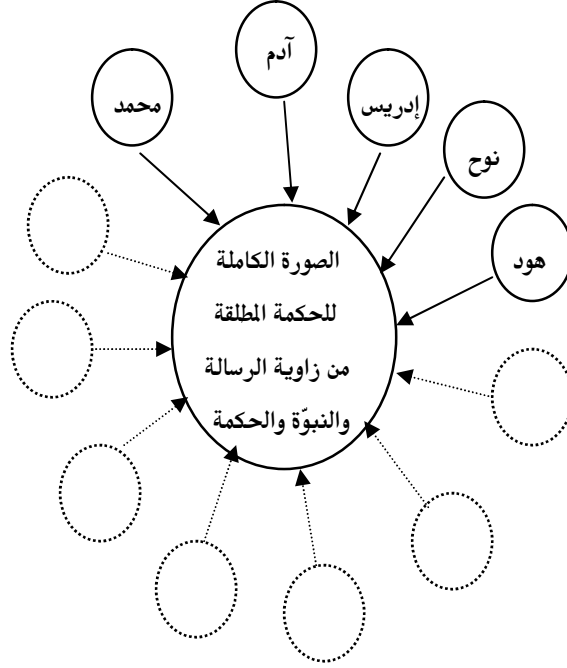 آدم
إدريس
محمد
نوح
هود
الصورة الكاملة
للحكمة المطلقة
من زاوية الرسالة
والنبوّة والحكمة